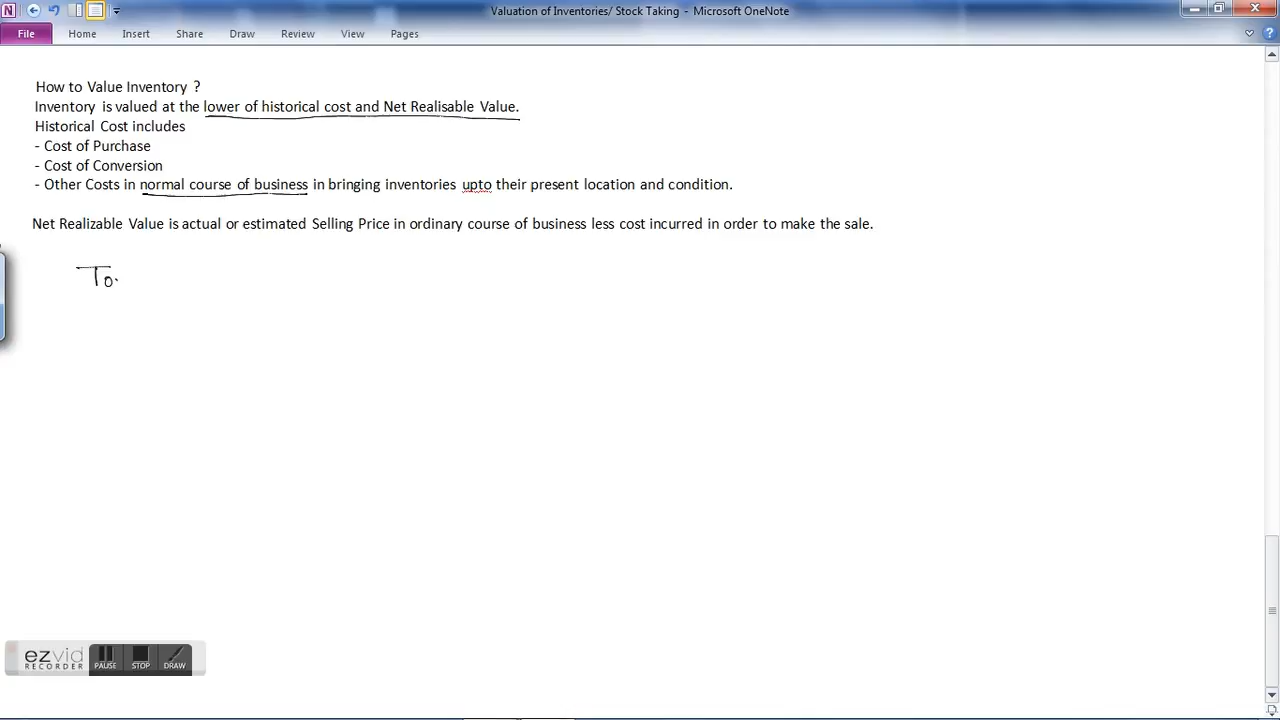 Valuation of Inventories/ Stock Taking - Microsoft OneNote
File Home Insert Share Draw Review View Pages
How to Value Inventory ?
Inventory is valued at the lower of historical cost and Net Realisable Value.
Historical Cost includes
- Cost of Purchase
- Cost of Conversion
- Other Costs in normal course of business in bringing inventories upto their present location and condition.
Net Realizable Value is actual or estimated Selling Price in ordinary course of business less cost incurred in order to make the sale.
To
ezvid
RECORDER
PAUSE STOP DRAW